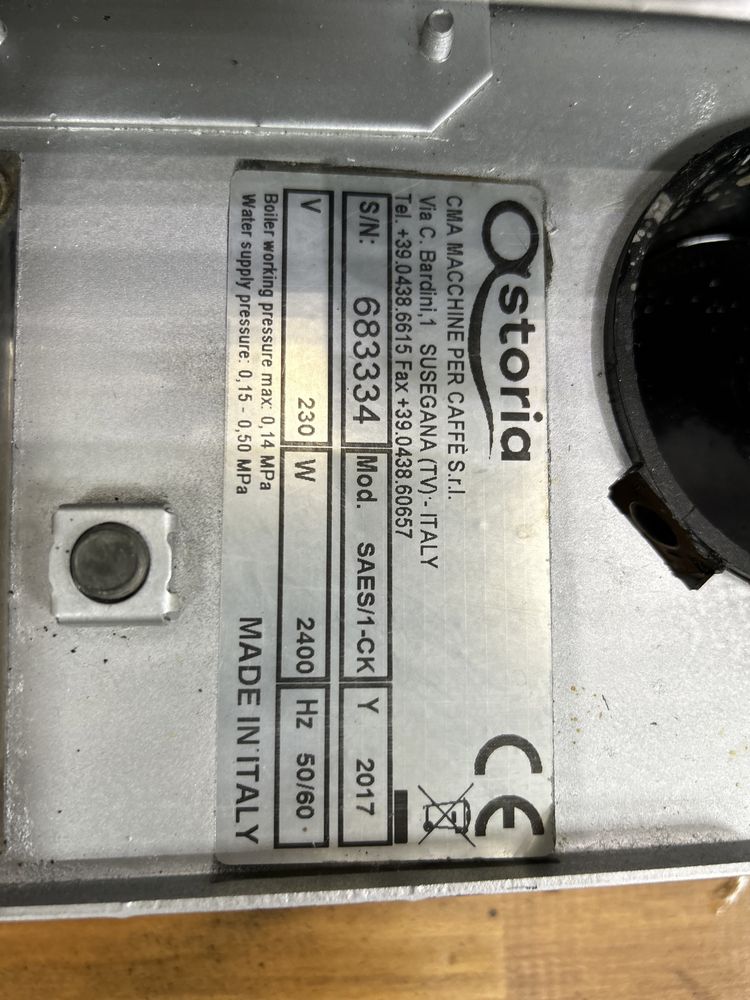 astoria
CE
CMA MACCHINE PER CAFFÈ S.r.l.
Via C. Bardini,1 SUSEGANA (TV) - ITALY
Tel. +39.0438.6615 Fax +39.0438.60657
S/N: 683334 Mod. SAES/1-CK Y 2017
V 230 W 2400 Hz 50/60
Boiler working pressure max: 0,14 MPa
Water supply pressure: 0,15 - 0,50 MPa
MADE IN ITALY